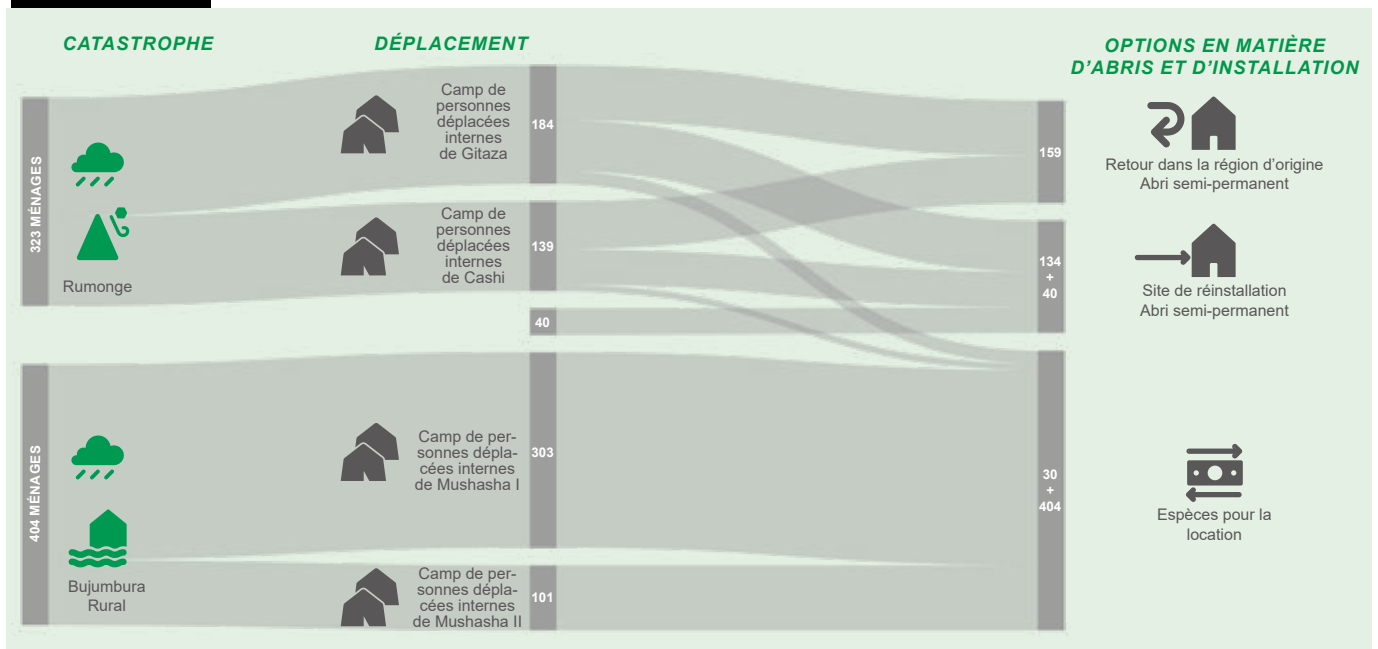 CATASTROPHE
DÉPLACEMENT
OPTIONS EN MATIÈRE
D'ABRIS ET D'INSTALLATION
323 MÉNAGES
Rumonge
Camp de
personnes
déplacées
internes
de Gitaza
184
Camp de
personnes
déplacées
internes
de Cashi
139
40
159
Retour dans la région d'origine
Abri semi-permanent
134
+
40
Site de réinstallation
Abri semi-permanent
404 MÉNAGES
Bujumbura
Rural
Camp de per-
sonnes dépla-
cées internes
de Mushasha I
303
Camp de per-
sonnes dépla-
cées internes
de Mushasha II
101
30
+
404
Espèces pour la
location